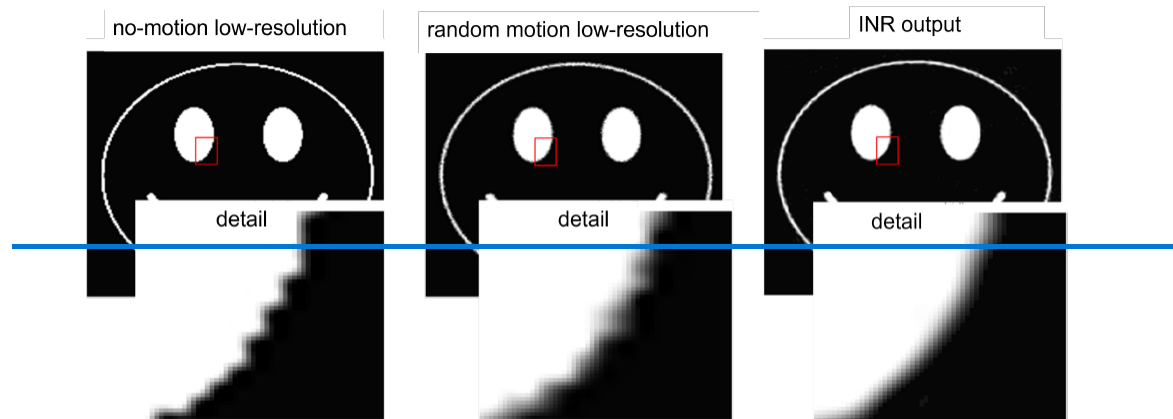 no-motion low-resolution
random motion low-resolution
INR output
detail
detail
detail